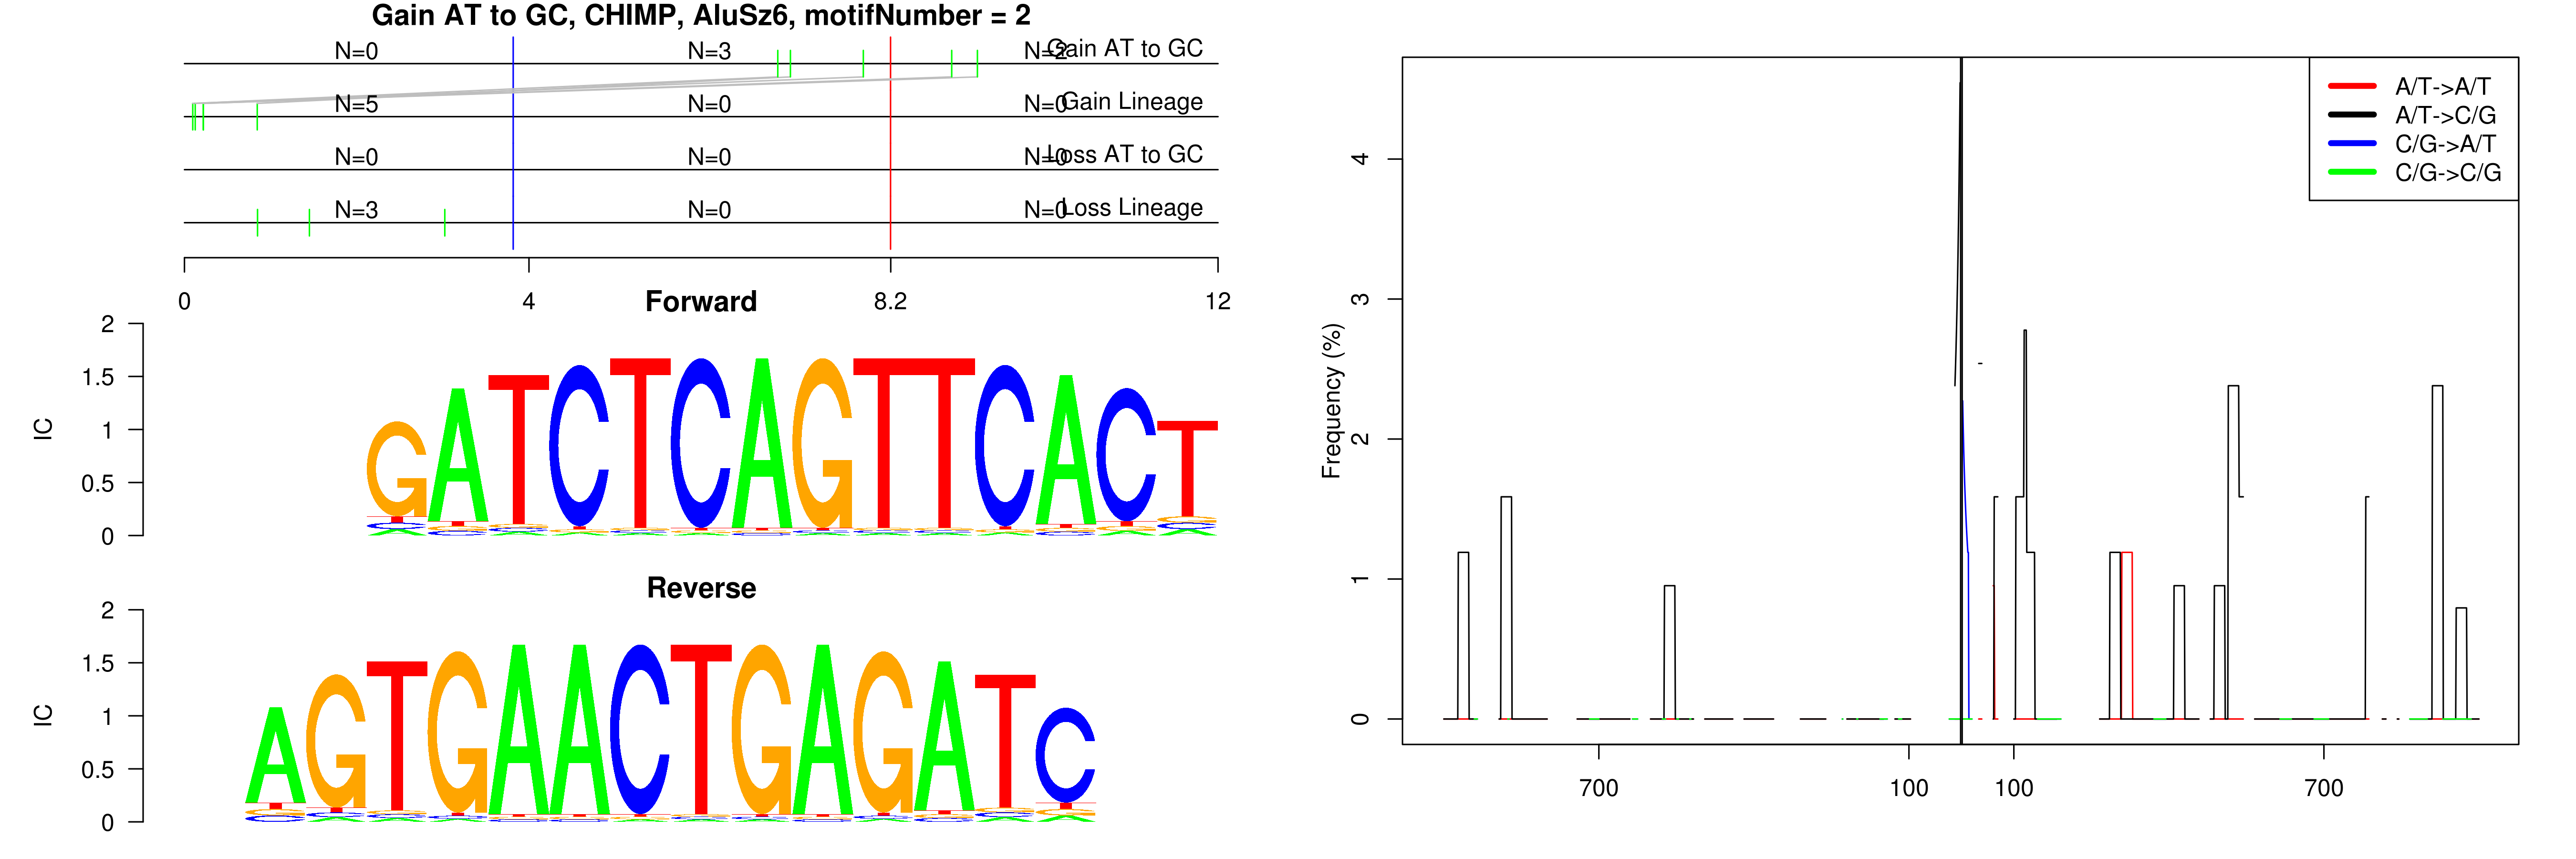 Gain AT to GC, CHIMP, AluSz6, motifNumber = 2
N=0 N=3 N=2 Gain AT to GC
N=5 N=0 N=0 Gain Lineage
N=0 N=0 N=0 Loss AT to GC
N=3 N=0 N=0 Loss Lineage
0 4 8.2 12
Forward
IC
2
1.5
1
0.5
0
GATCTCAGTTCACT
Reverse
IC
2
1.5
1
0.5
0
AGTGAACTGAGATC
Frequency (%)
4
3
2
1
0
700 100 100 700
A/T->A/T
A/T->C/G
C/G->A/T
C/G->C/G